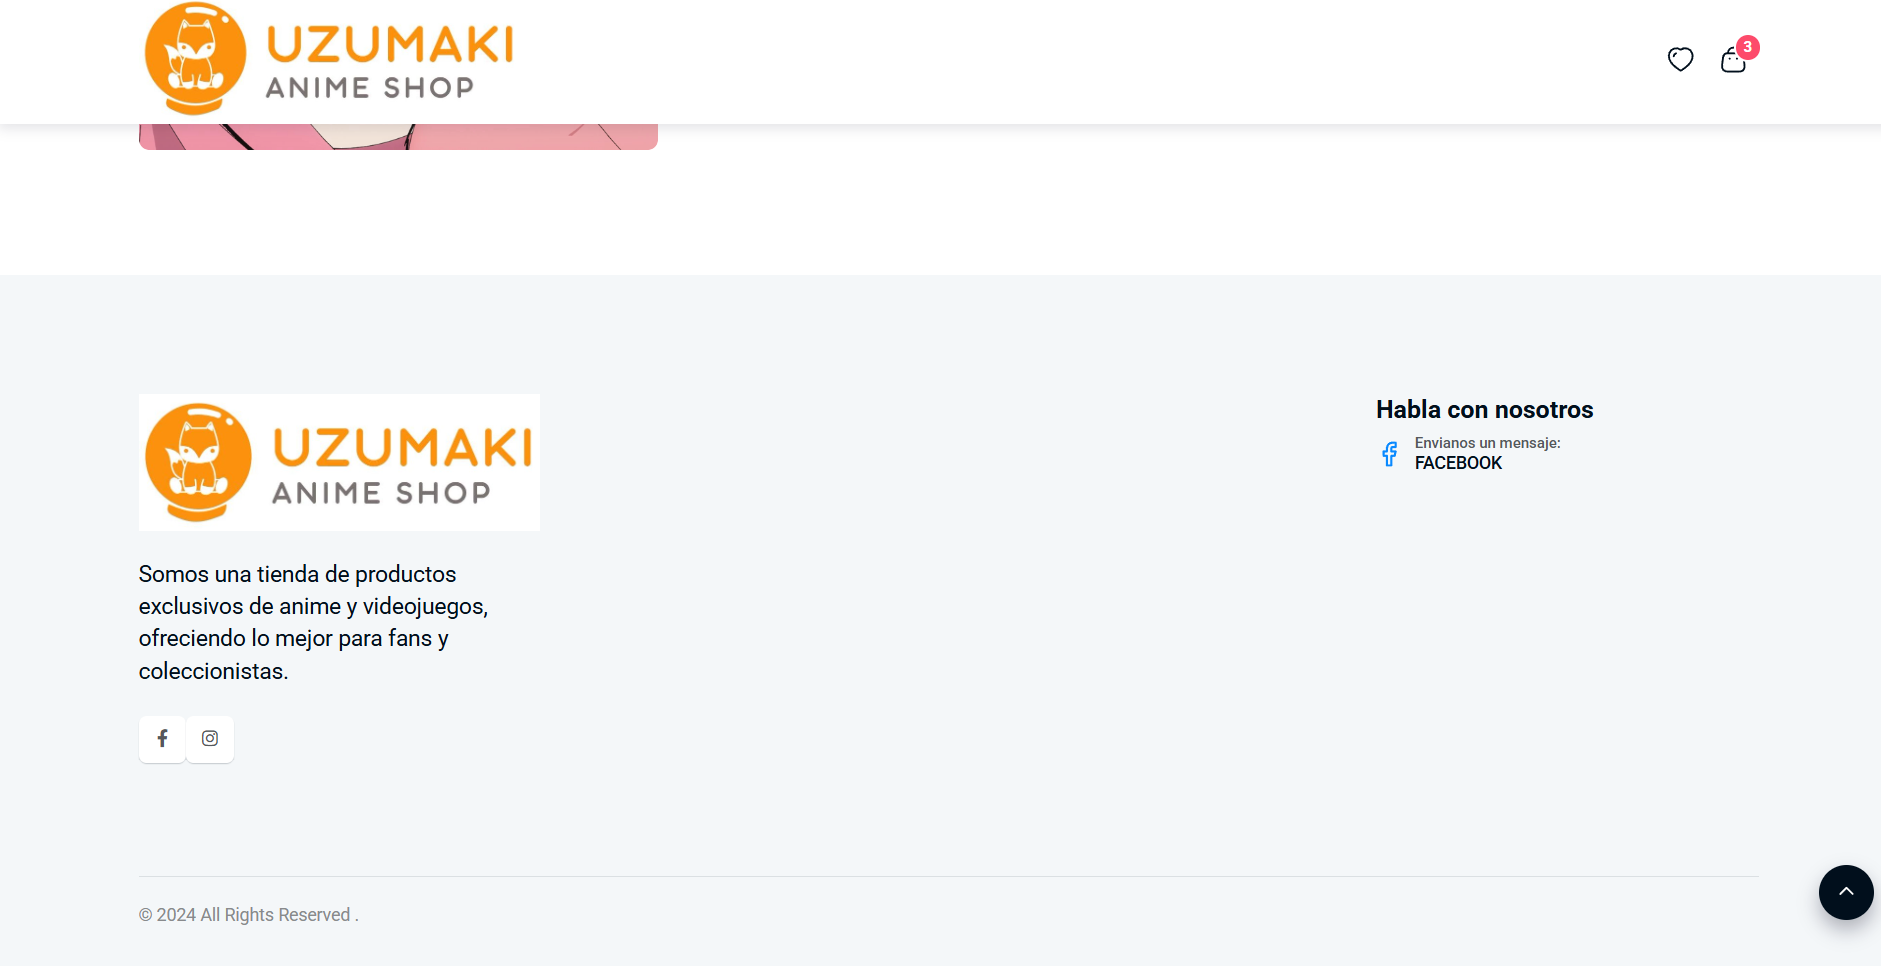 UZUMAKI
ANIME SHOP
3
UZUMAKI
ANIME SHOP
Somos una tienda de productos
exclusivos de anime y videojuegos,
ofreciendo lo mejor para fans y
coleccionistas.
Habla con nosotros
Envianos un mensaje:
FACEBOOK
© 2024 All Rights Reserved .